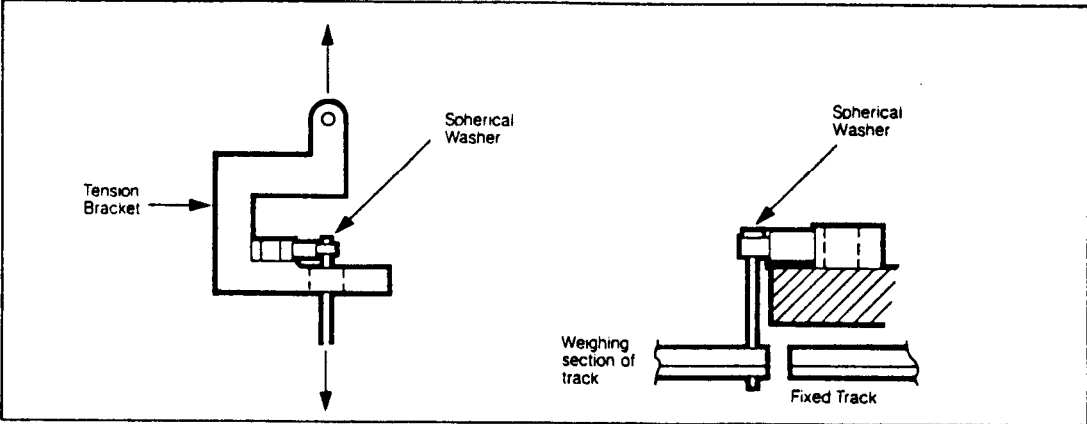 Spherical
Washer
Tension
Bracket
Spherical
Washer
Weighing
section of
track
Fixed Track